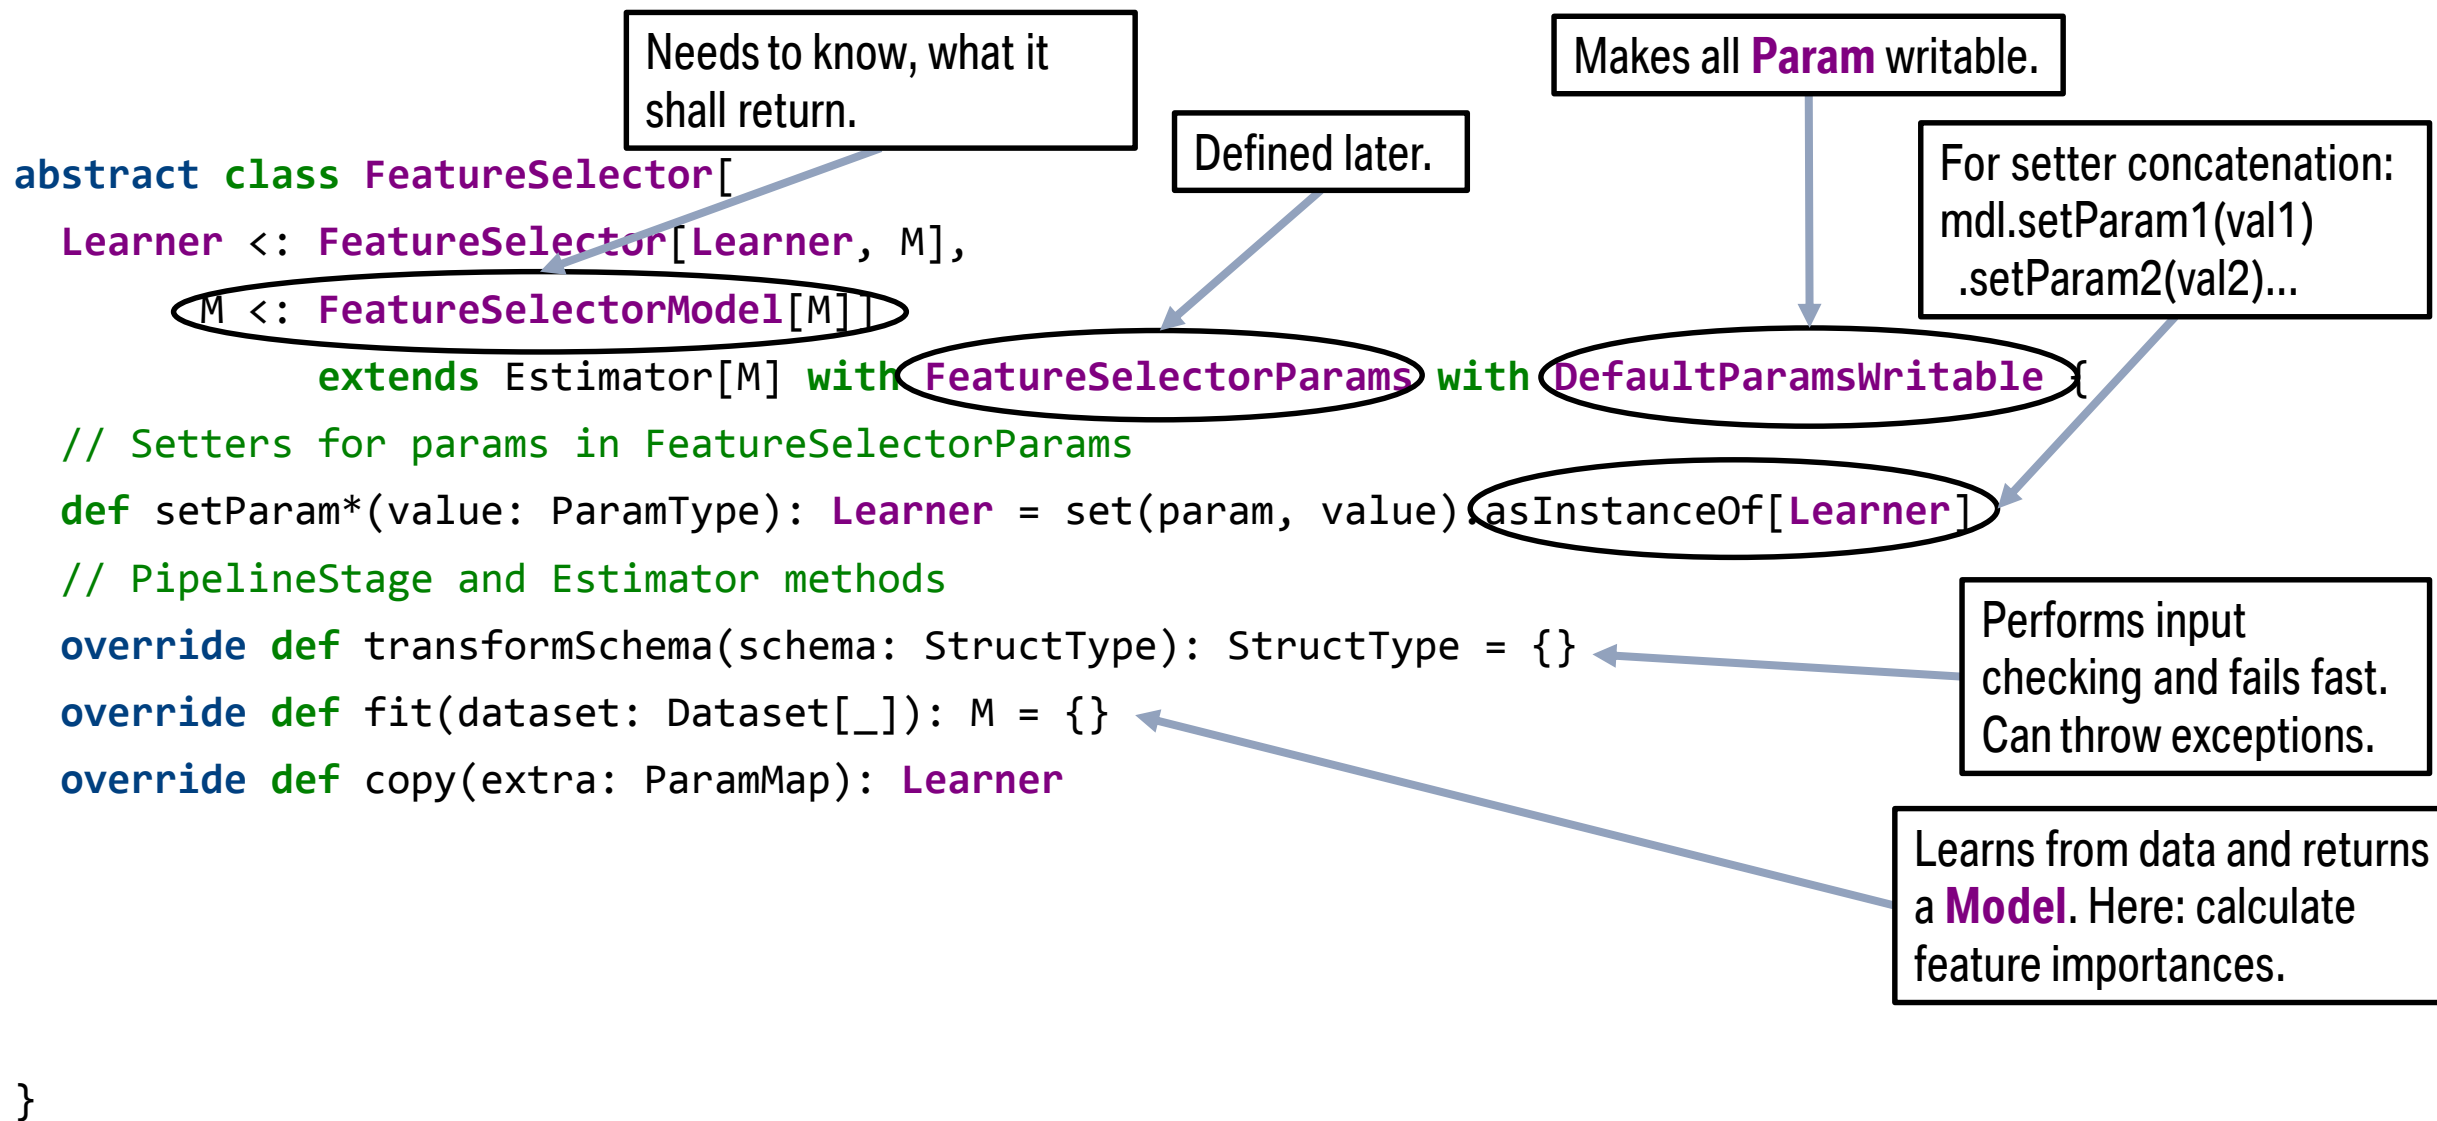 Needs to know, what it
shall return.
Makes all Param writable.
Defined later.
For setter concatenation:
mdl.setParam1(val1)
.setParam2(val2)...
abstract class FeatureSelector[
Learner <: FeatureSelector[Learner, M],
M <: FeatureSelectorModel[M]]
extends Estimator[M] with FeatureSelectorParams with DefaultParamsWritable {
// Setters for params in FeatureSelectorParams
def setParam*(value: ParamType): Learner = set(param, value).asInstanceOf[Learner]
// PipelineStage and Estimator methods
override def transformSchema(schema: StructType): StructType = {}
override def fit(dataset: Dataset[_]): M = {}
override def copy(extra: ParamMap): Learner
Performs input
checking and fails fast.
Can throw exceptions.
Learns from data and returns
a Model. Here: calculate
feature importances.
}